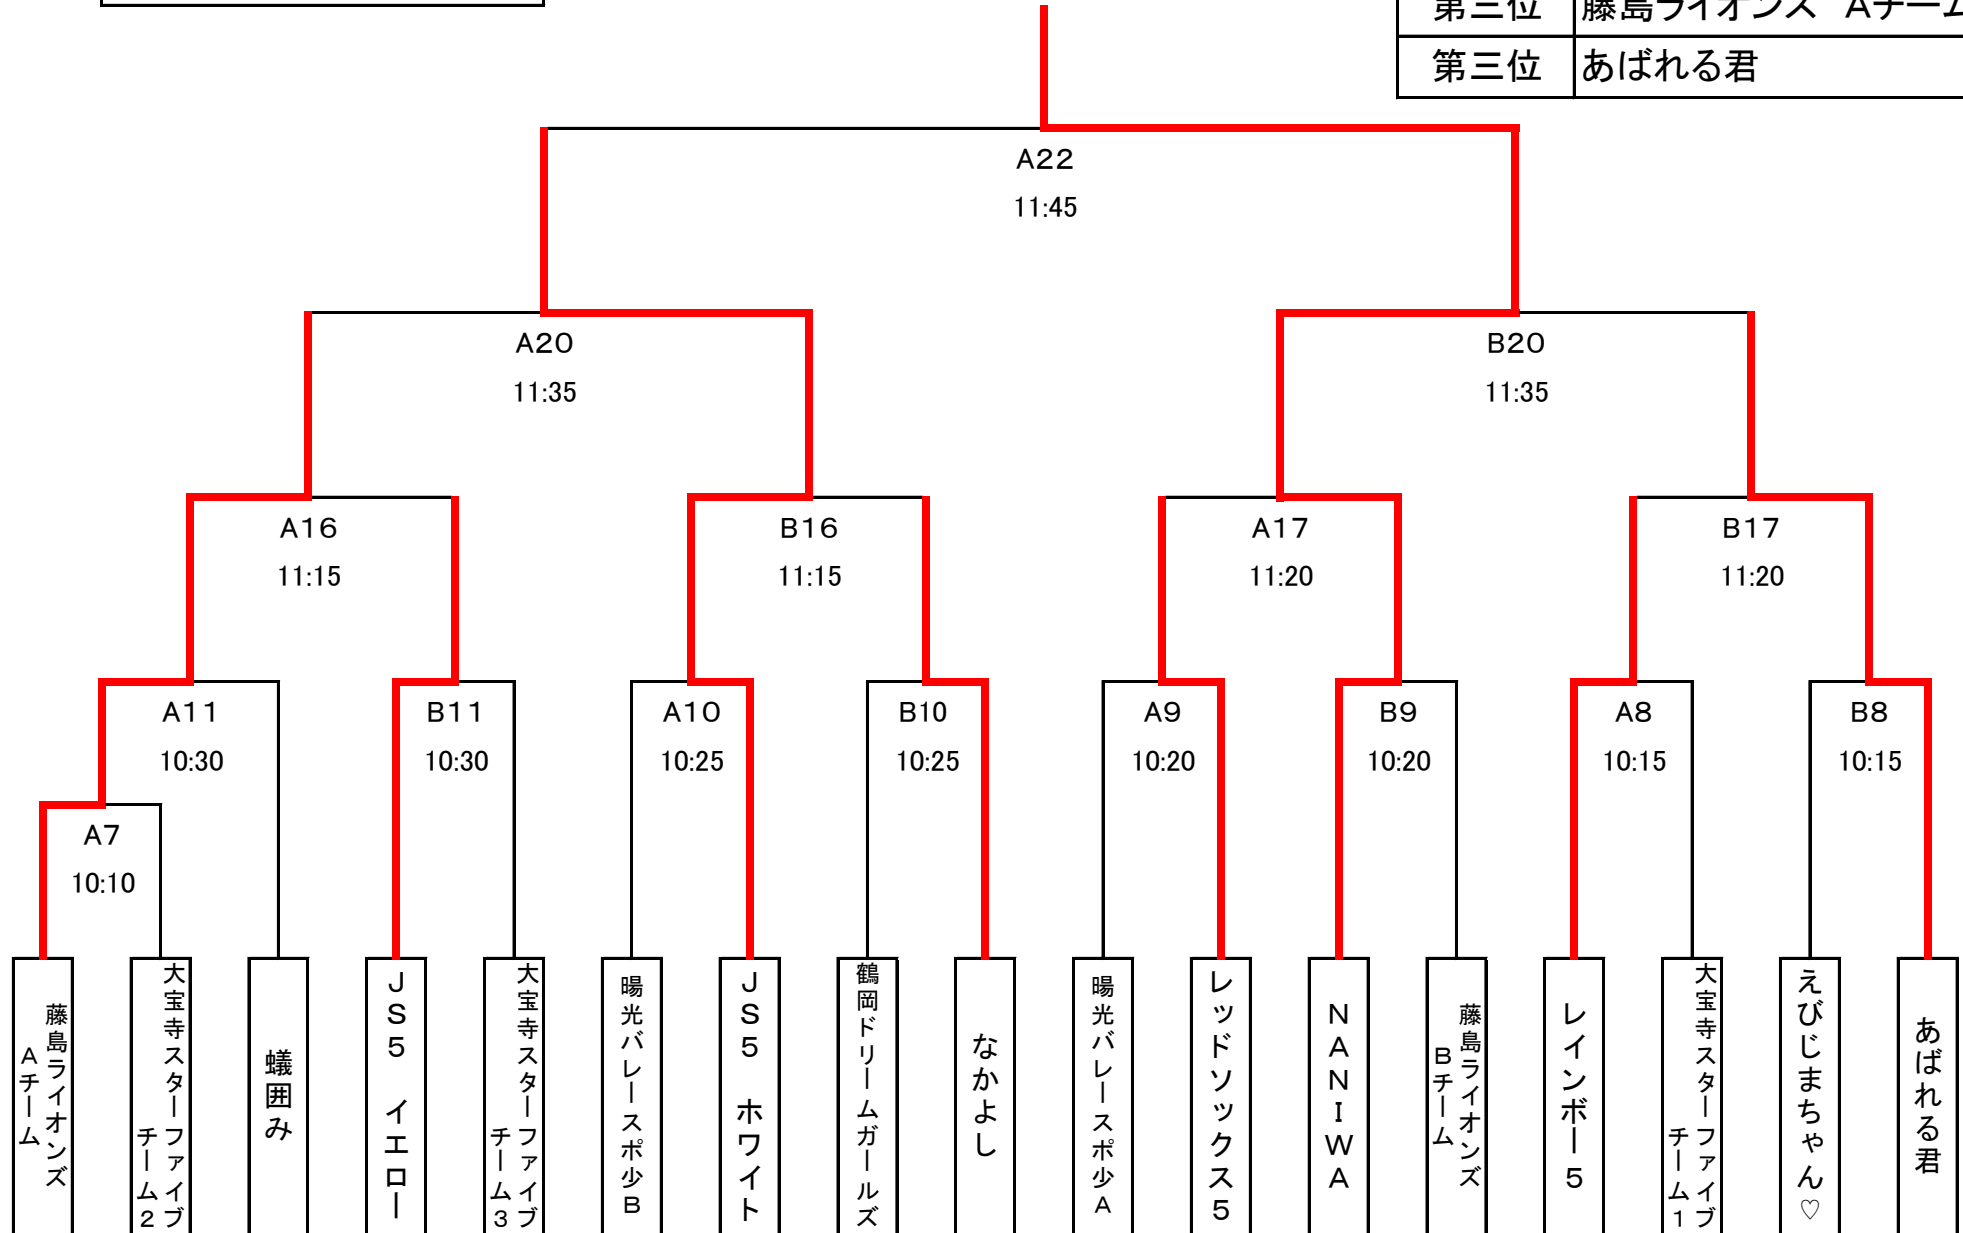 第三位 藤島ライオンズ Aチーム
第三位 あばれる君
A22
11:45
A20
11:35
B20
11:35
A16
11:15
B16
11:15
A17
11:20
B17
11:20
A11
10:30
B11
10:30
A10
10:25
B10
10:25
A9
10:20
B9
10:20
A8
10:15
B8
10:15
A7
10:10
藤島ライオンズ
Aチーム
大宝寺スターファイブ
チーム2
蟻囲み
JS5 イエロー
大宝寺スターファイブ
チーム3
暘光バレースポ少B
JS5 ホワイト
鶴岡ドリームガールズ
なかよし
暘光バレースポ少A
レッドソックス5
NANIWA
藤島ライオンズ
Bチーム
レインボー5
大宝寺スターファイブ
チーム1
えびじまちゃん♡
あばれる君